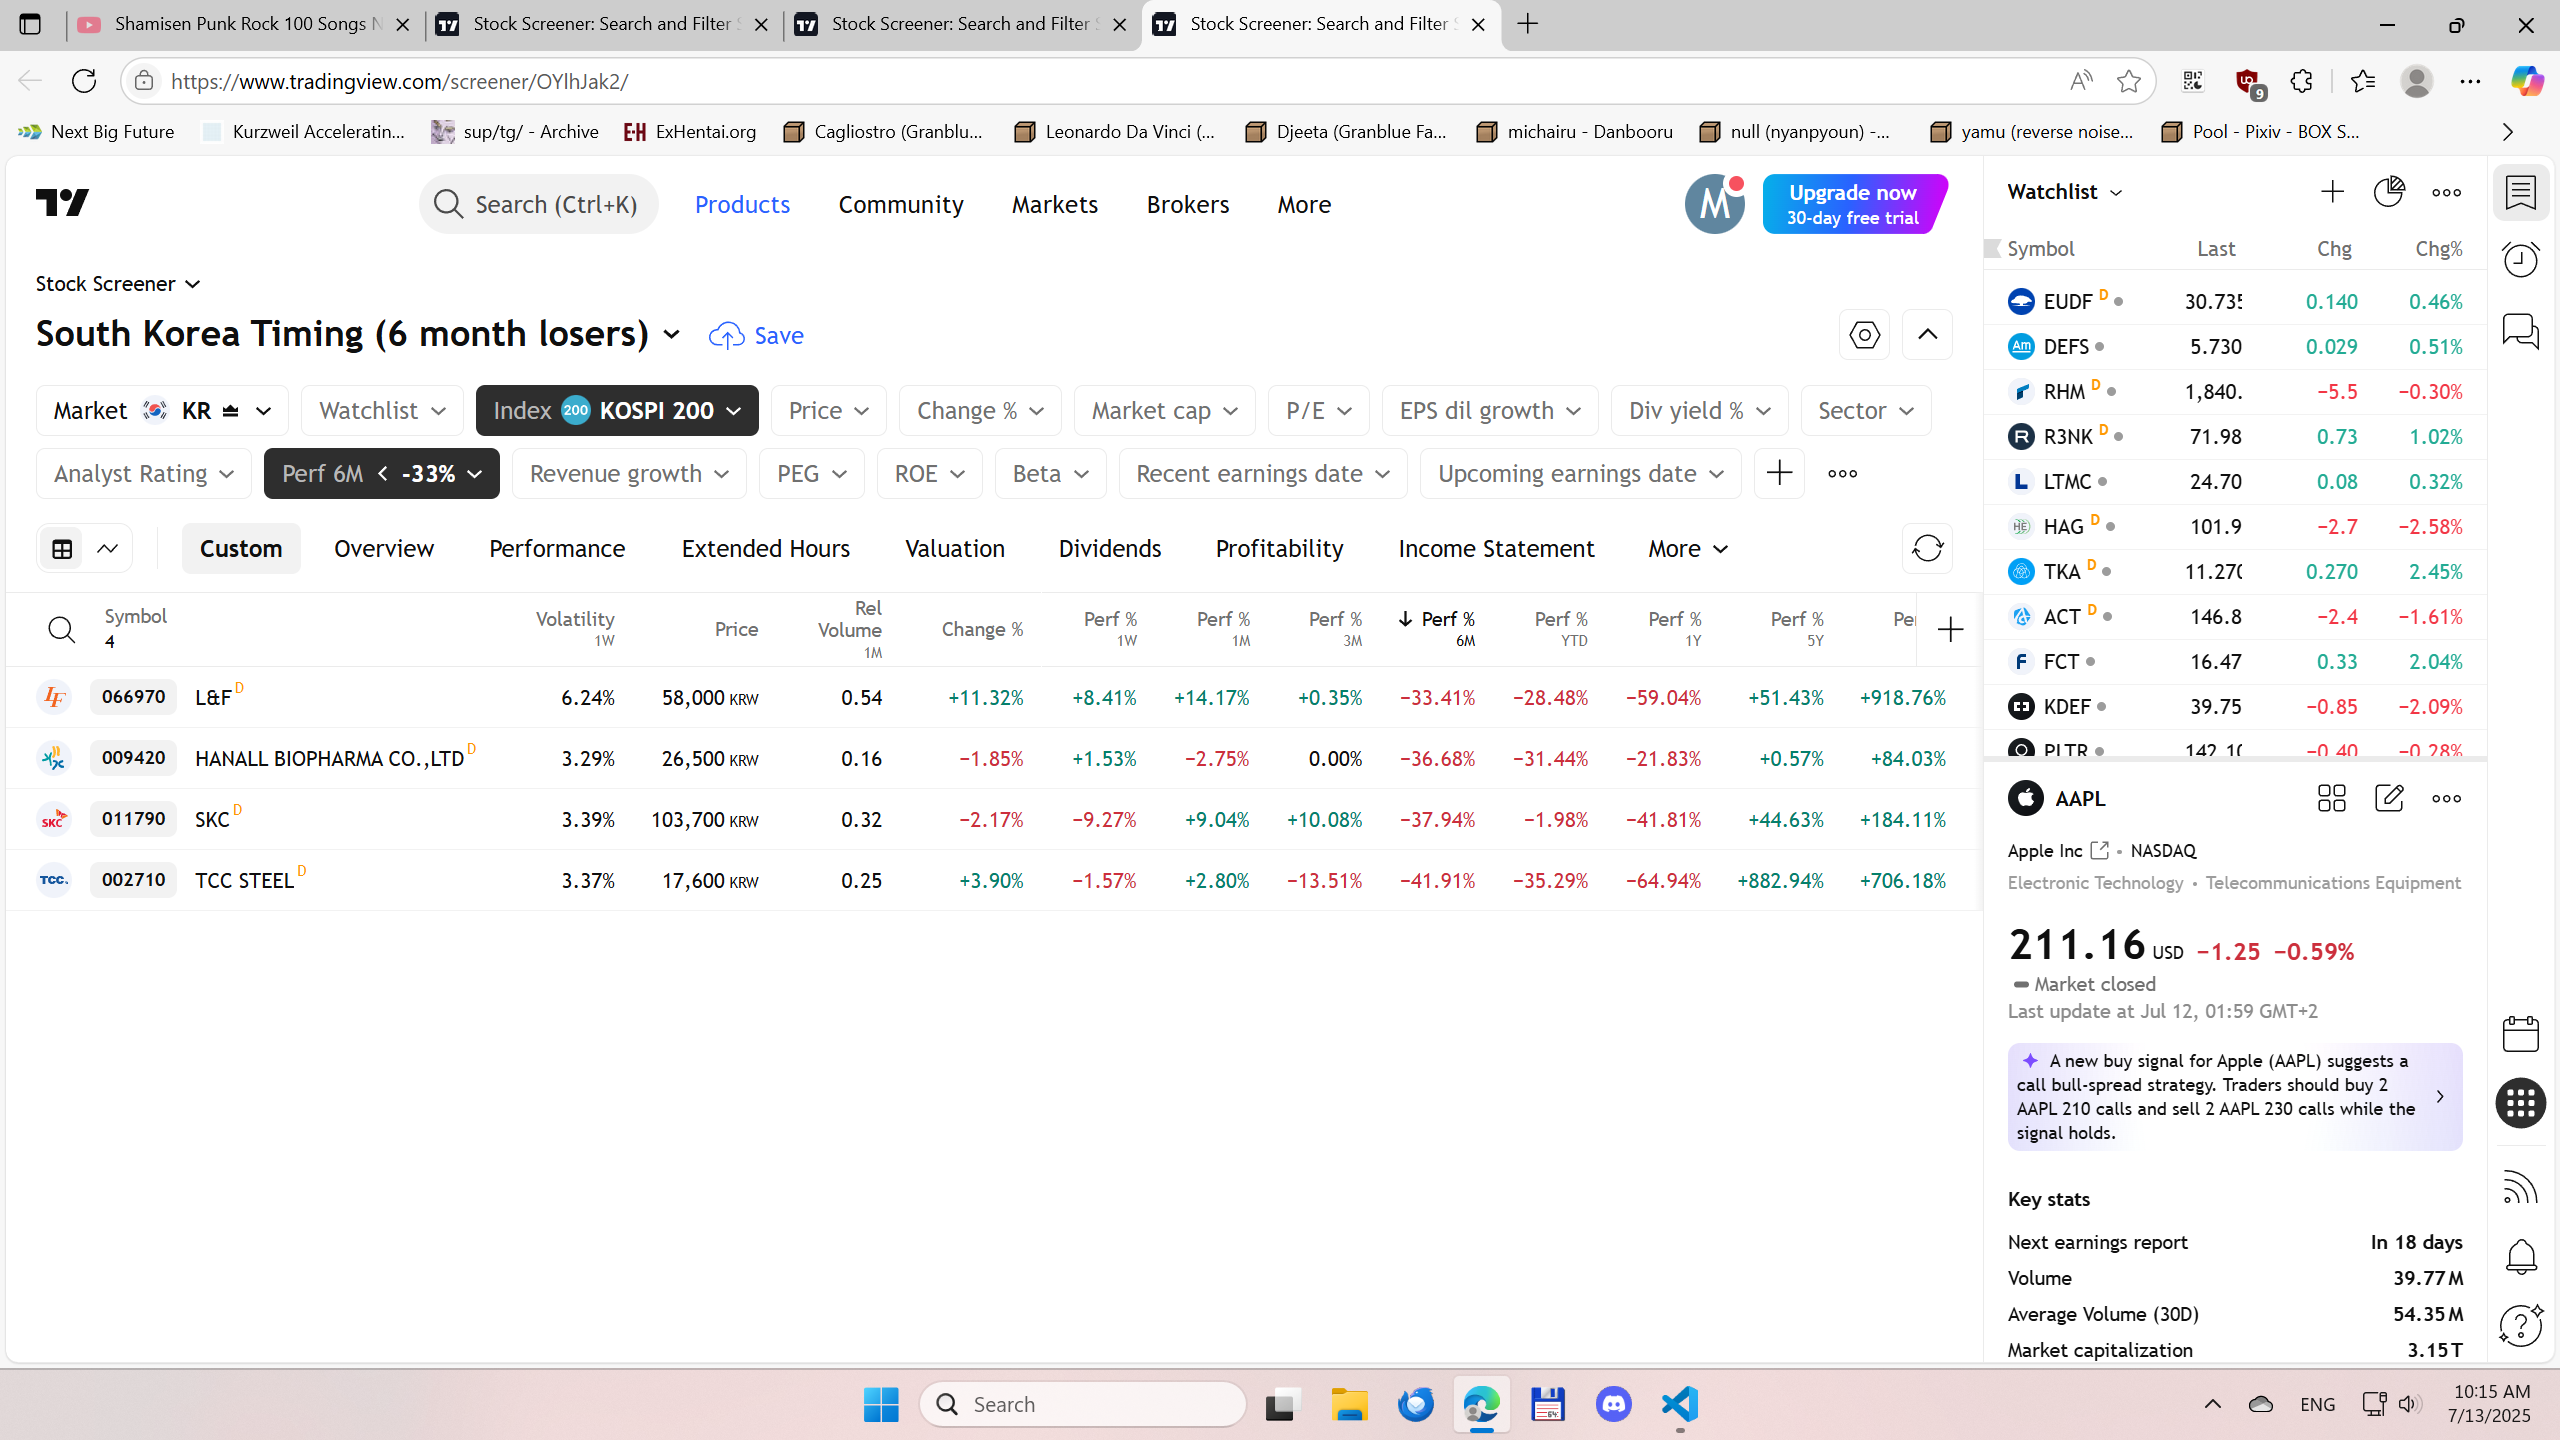 Shamisen Punk Rock 100 Songs N
Stock Screener: Search and Filter S
Stock Screener: Search and Filter S
Stock Screener: Search and Filter S
https://www.tradingview.com/screener/OYlhJak2/
9
Next Big Future
Kurzweil Acceleratin...
sup/tg/ - Archive
E-H ExHentai.org
Cagliostro (Granblu...
Leonardo Da Vinci (...
Djeeta (Granblue Fa...
michairu - Danbooru
null (nyanpyoun) -...
yamu (reverse noise...
Pool - Pixiv - BOX S...
Search (Ctrl+K)
Products
Community
Markets
Brokers
More
M
Upgrade now
30-day free trial
Stock Screener
South Korea Timing (6 month losers)
Save
Market KR
Watchlist
Index 200 KOSPI 200
Price
Change %
Market cap
P/E
EPS dil growth
Div yield %
Sector
Analyst Rating
Perf 6M < -33%
Revenue growth
PEG
ROE
Beta
Recent earnings date
Upcoming earnings date
Custom
Overview
Performance
Extended Hours
Valuation
Dividends
Profitability
Income Statement
More
Symbol
4
Volatility
1W
Price
Rel
Volume
1M
Change %
Perf %
1W
Perf %
1M
Perf %
3M
↓ Perf %
6M
Perf %
YTD
Perf %
1Y
Perf %
5Y
Per
LF 066970 L&F D 6.24% 58,000 KRW 0.54 +11.32% +8.41% +14.17% +0.35% −33.41% −28.48% −59.04% +51.43% +918.76%
009420 HANALL BIOPHARMA CO.,LTD D 3.29% 26,500 KRW 0.16 −1.85% +1.53% −2.75% 0.00% −36.68% −31.44% −21.83% +0.57% +84.03%
SKC 011790 SKC D 3.39% 103,700 KRW 0.32 −2.17% −9.27% +9.04% +10.08% −37.94% −1.98% −41.81% +44.63% +184.11%
TCC 002710 TCC STEEL D 3.37% 17,600 KRW 0.25 +3.90% −1.57% +2.80% −13.51% −41.91% −35.29% −64.94% +882.94% +706.18%
Watchlist
Symbol Last Chg Chg%
EUDF D 30.735 0.140 0.46%
Am DEFS 5.730 0.029 0.51%
RHM D 1,840. −5.5 −0.30%
R R3NK D 71.98 0.73 1.02%
L LTMC 24.70 0.08 0.32%
HE HAG D 101.9 −2.7 −2.58%
TKA D 11.270 0.270 2.45%
ACT D 146.8 −2.4 −1.61%
F FCT 16.47 0.33 2.04%
KDEF 39.75 −0.85 −2.09%
PLTR 142.10 −0.40 −0.28%
AAPL
Apple Inc • NASDAQ
Electronic Technology • Telecommunications Equipment
211.16 USD −1.25 −0.59%
Market closed
Last update at Jul 12, 01:59 GMT+2
A new buy signal for Apple (AAPL) suggests a
call bull-spread strategy. Traders should buy 2
AAPL 210 calls and sell 2 AAPL 230 calls while the
signal holds.
Key stats
Next earnings report In 18 days
Volume 39.77M
Average Volume (30D) 54.35M
Market capitalization 3.15T
Search
64
ENG
10:15 AM
7/13/2025